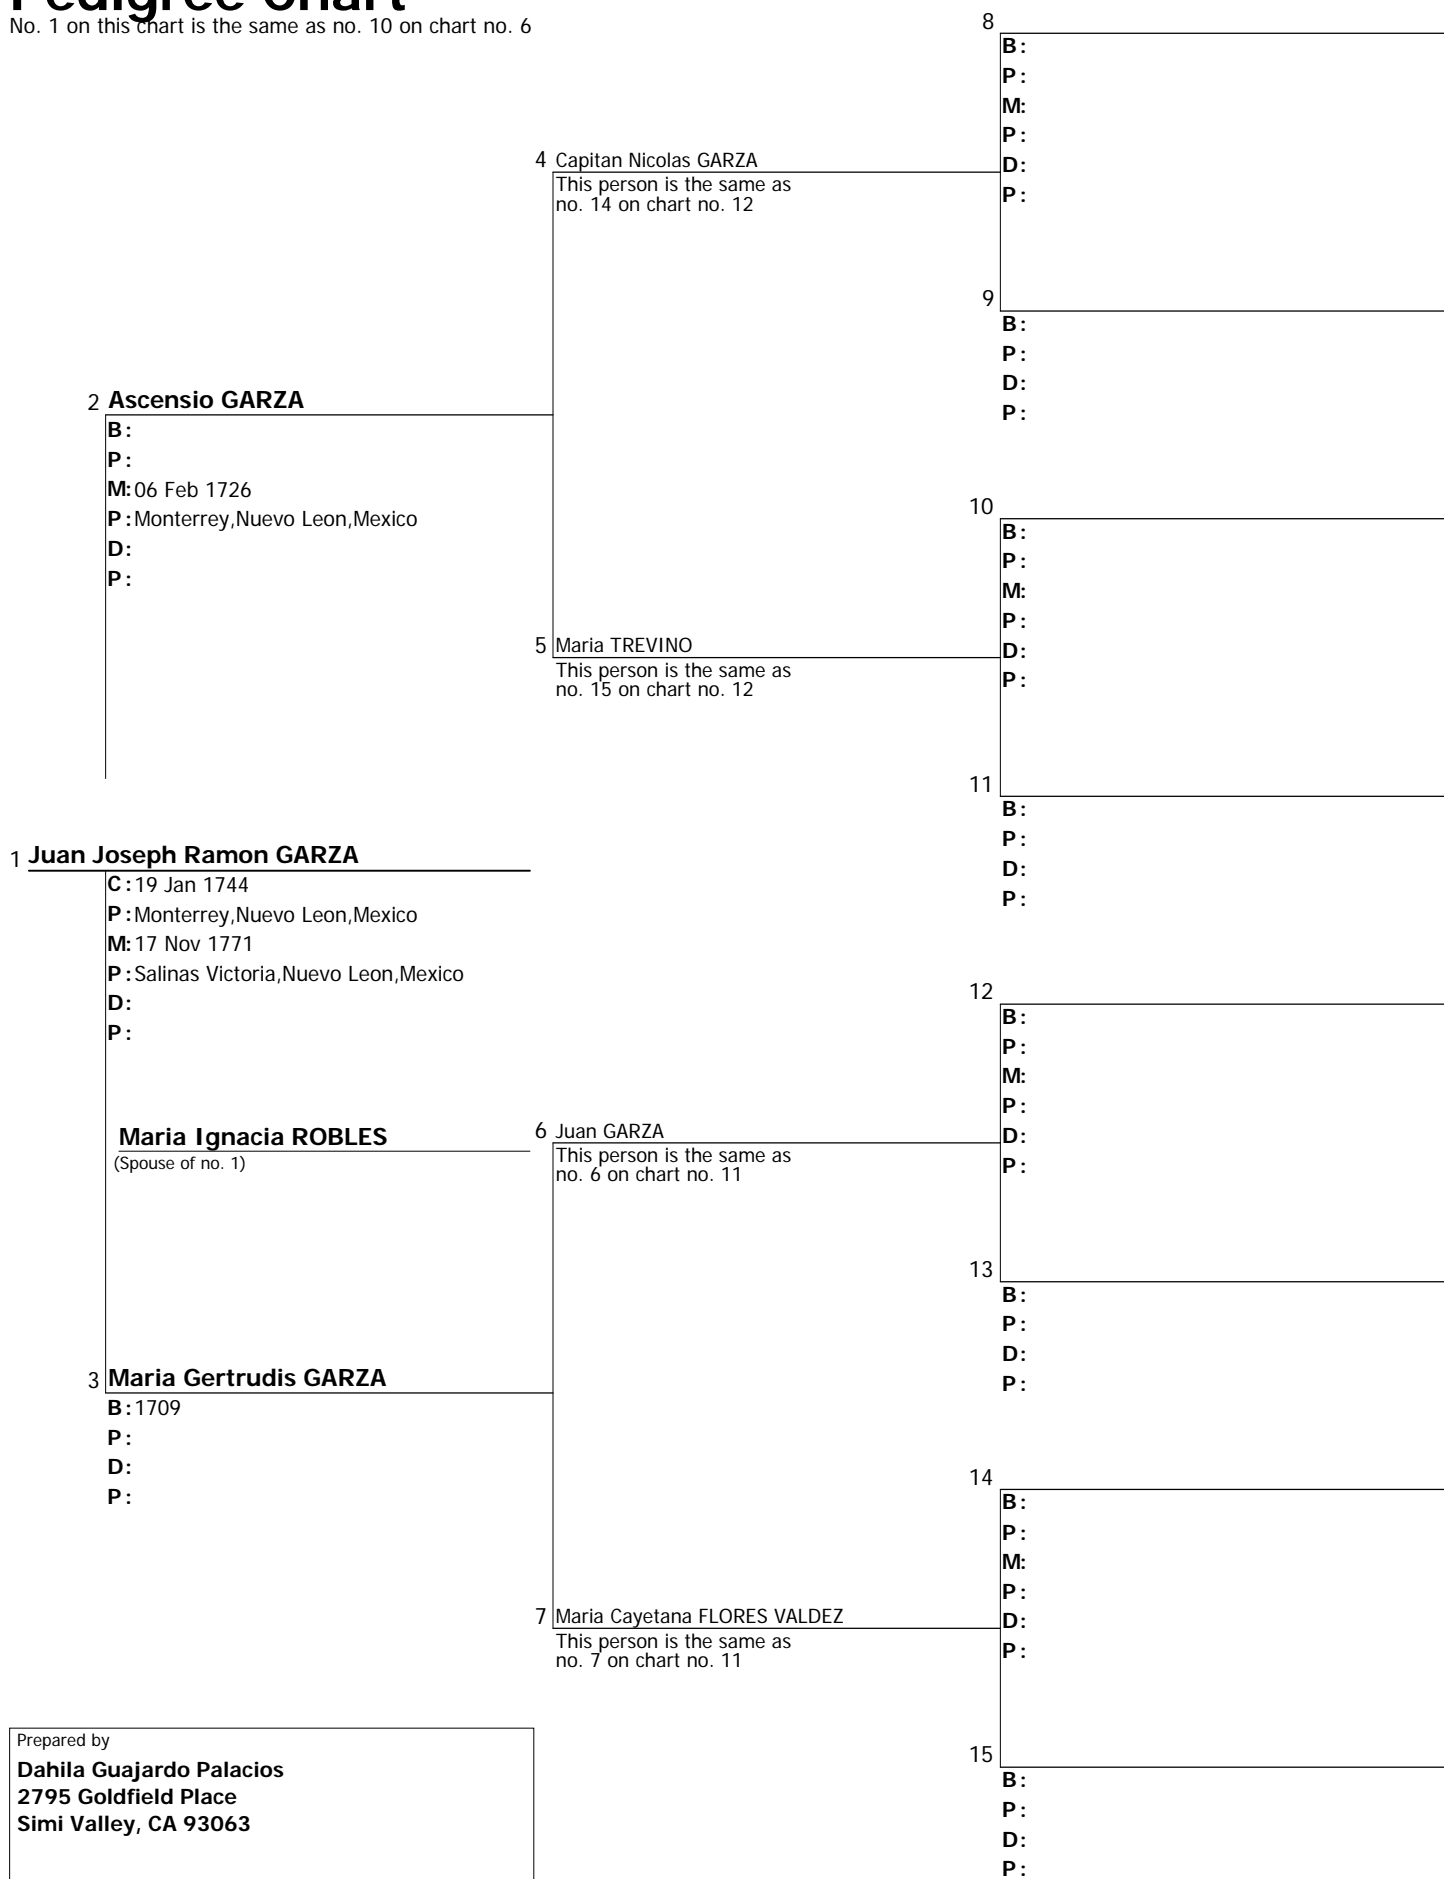 Pedigree Chart
No. 1 on this chart is the same as no. 10 on chart no. 6
8
B:
P:
M:
P:
D:
P:
4 Capitan Nicolas GARZA
This person is the same as
no. 14 on chart no. 12
9
B:
P:
D:
P:
2 Ascensio GARZA
B:
P:
M: 06 Feb 1726
P: Monterrey,Nuevo Leon,Mexico
D:
P:
10
B:
P:
M:
P:
D:
P:
5 Maria TREVINO
This person is the same as
no. 15 on chart no. 12
11
B:
P:
D:
P:
1 Juan Joseph Ramon GARZA
C: 19 Jan 1744
P: Monterrey,Nuevo Leon,Mexico
M: 17 Nov 1771
P: Salinas Victoria,Nuevo Leon,Mexico
D:
P:
12
B:
P:
M:
P:
D:
P:
Maria Ignacia ROBLES
(Spouse of no. 1)
6 Juan GARZA
This person is the same as
no. 6 on chart no. 11
13
B:
P:
D:
P:
3 Maria Gertrudis GARZA
B: 1709
P:
D:
P:
14
B:
P:
M:
P:
D:
P:
7 Maria Cayetana FLORES VALDEZ
This person is the same as
no. 7 on chart no. 11
15
B:
P:
D:
P:
Prepared by
Dahila Guajardo Palacios
2795 Goldfield Place
Simi Valley, CA 93063